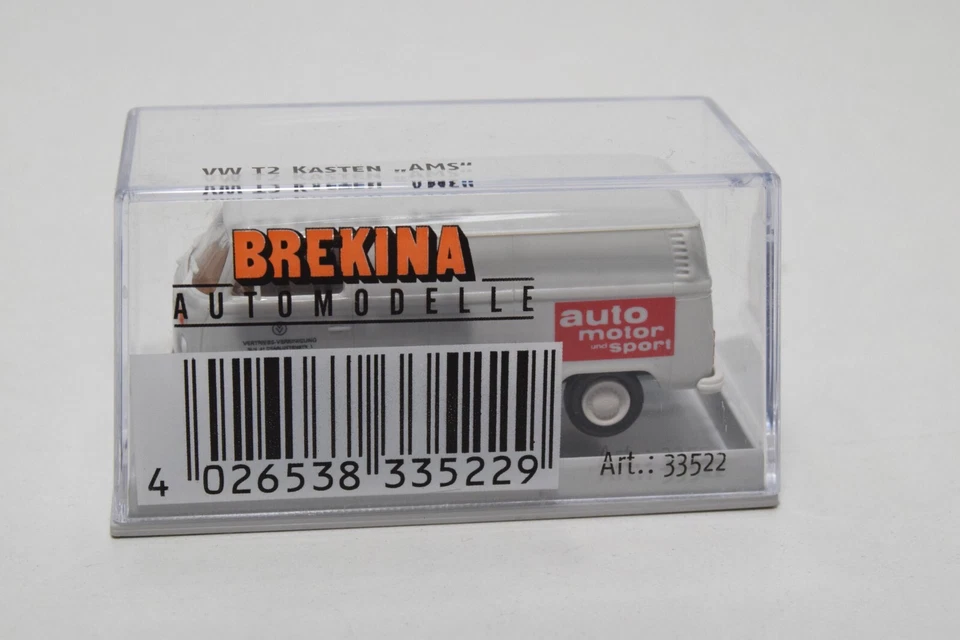 VW T2 KASTEN „AMS“
BREKINA
AUTOMODELLE
auto
motor
und sport
4 026538 335229
Art.: 33522